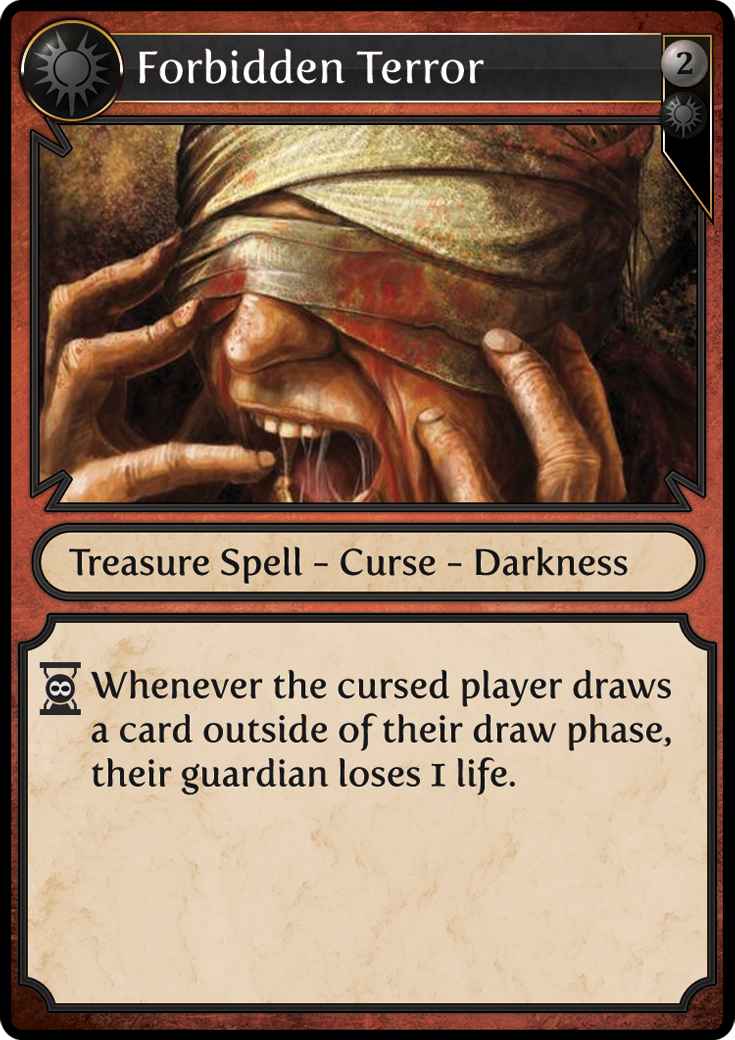 Forbidden Terror
2
Treasure Spell – Curse – Darkness
8
Whenever the cursed player draws
a card outside of their draw phase,
their guardian loses 1 life.